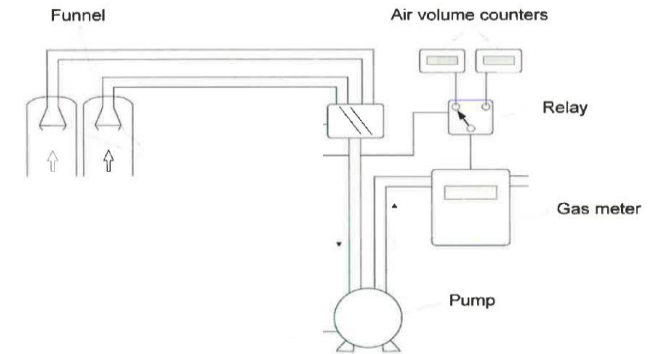 Funnel
Air volume counters
Relay
Gas meter
Pump